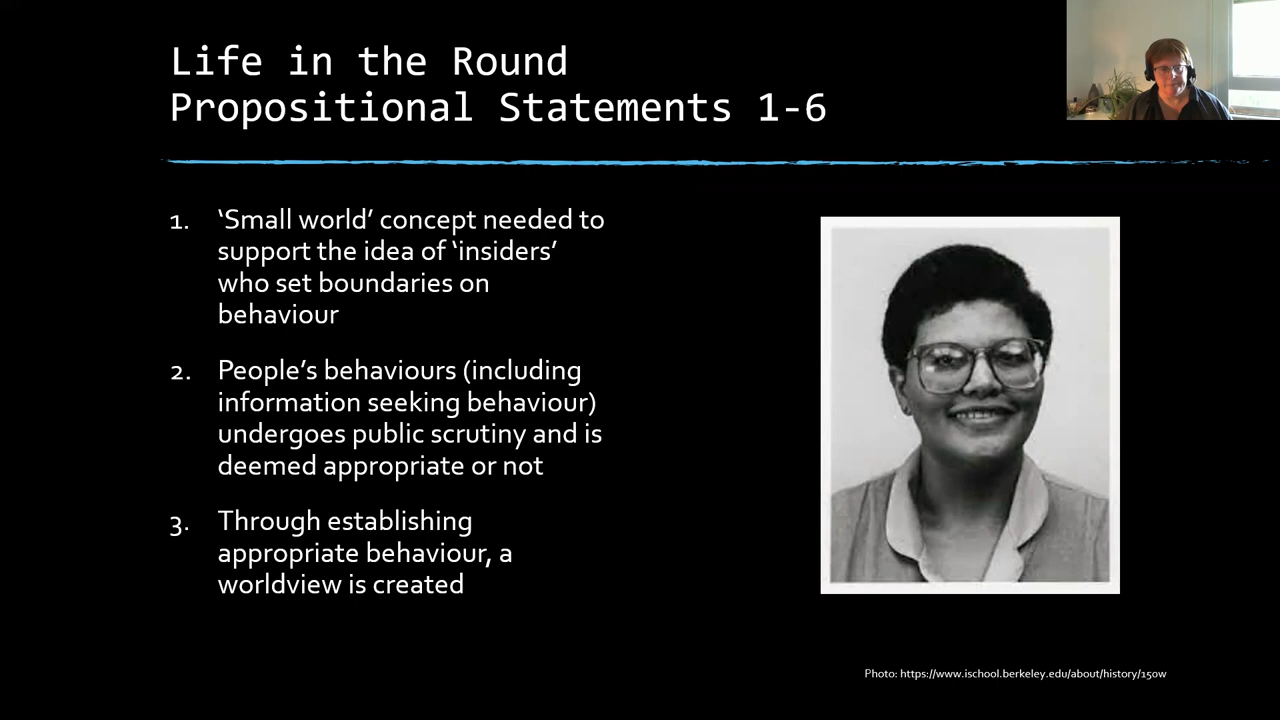 Life in the Round
Propositional Statements 1-6
1. ‘Small world’ concept needed to
support the idea of ‘insiders’
who set boundaries on
behaviour
2. People’s behaviours (including
information seeking behaviour)
undergoes public scrutiny and is
deemed appropriate or not
3. Through establishing
appropriate behaviour, a
worldview is created
Photo: https://www.ischool.berkeley.edu/about/history/150w